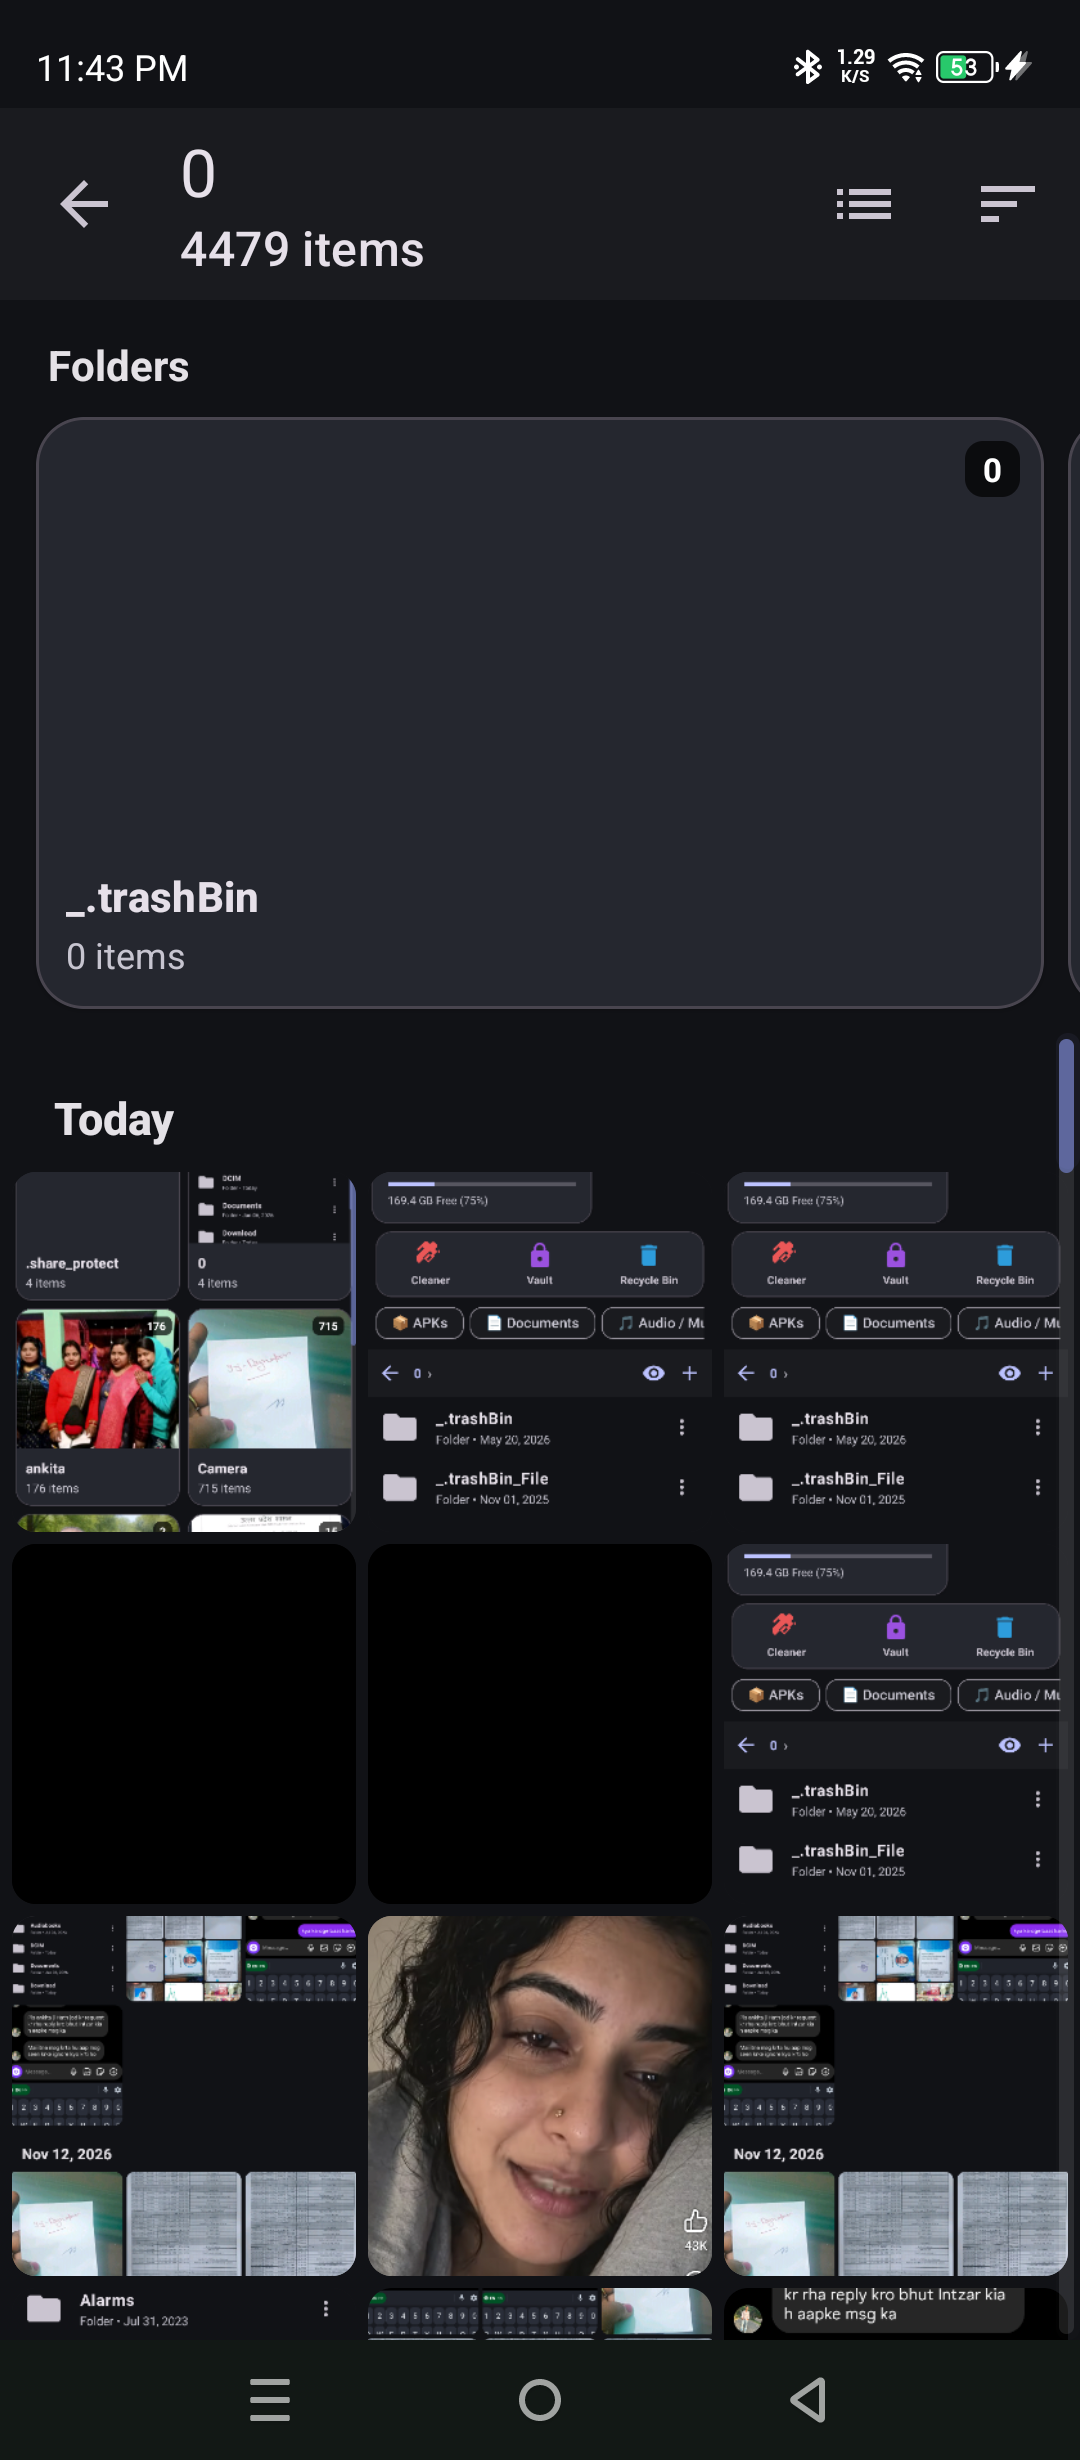 11:43 PM
1.29
K/S
53
0
4479 items
Folders
0
_.trashBin
0 items
Today
.share_protect
4 items
DCIM
Documents
Download
0
4 items
169.4 GB Free (75%)
Cleaner
Vault
Recycle Bin
APKs
Documents
Audio / Mu
0 ›
_.trashBin
Folder • May 20, 2026
_.trashBin_File
Folder • Nov 01, 2025
169.4 GB Free (75%)
Cleaner
Vault
Recycle Bin
APKs
Documents
Audio / Mu
0 ›
_.trashBin
Folder • May 20, 2026
_.trashBin_File
Folder • Nov 01, 2025
176
ankita
176 items
715
Camera
715 items
169.4 GB Free (75%)
Cleaner
Vault
Recycle Bin
APKs
Documents
Audio / Mu
0 ›
_.trashBin
Folder • May 20, 2026
_.trashBin_File
Folder • Nov 01, 2025
Nov 12, 2026
43K
Nov 12, 2026
Alarms
Folder • Jul 31, 2023
kr rha reply kro bhut Intzar kia
h aapke msg ka